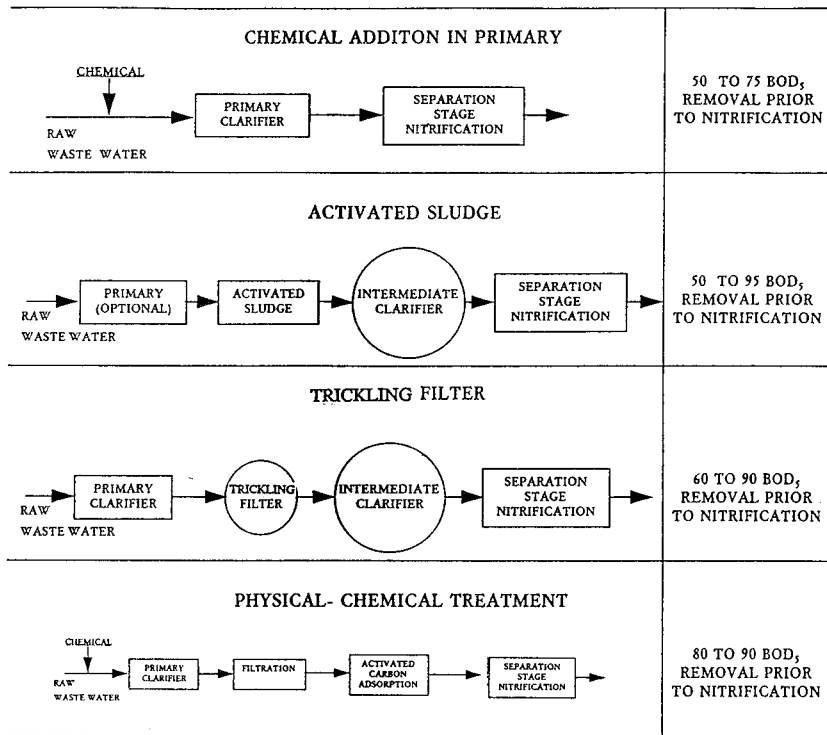 CHEMICAL ADDITON IN PRIMARY
CHEMICAL
RAW
WASTE WATER
PRIMARY
CLARIFIER
SEPARATION
STAGE
NITRIFICATION
50 TO 75 BOD5
REMOVAL PRIOR
TO NITRIFICATION
ACTIVATED SLUDGE
RAW
WASTE WATER
PRIMARY
(OPTIONAL)
ACTIVATED
SLUDGE
INTERMEDIATE
CLARIFIER
SEPARATION
STAGE
NITRIFICATION
50 TO 95 BOD5
REMOVAL PRIOR
TO NITRIFICATION
TRICKLING FILTER
RAW
WASTE WATER
PRIMARY
CLARIFIER
TRICKLING
FILTER
INTERMEDIATE
CLARIFIER
SEPARATION
STAGE
NITRIFICATION
60 TO 90 BOD5
REMOVAL PRIOR
TO NITRIFICATION
PHYSICAL- CHEMICAL TREATMENT
CHEMICAL
RAW
WASTE WATER
PRIMARY
CLARIFIER
FILTRATION
ACTIVATED
CARBON
ADSORPTION
SEPARATION
STAGE
NITRIFICATION
80 TO 90 BOD5
REMOVAL PRIOR
TO NITRIFICATION